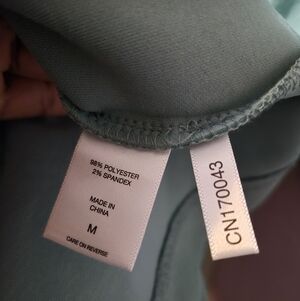 98% POLYESTER
2% SPANDEX
MADE IN
CHINA
M
CARE ON REVERSE
CN170043